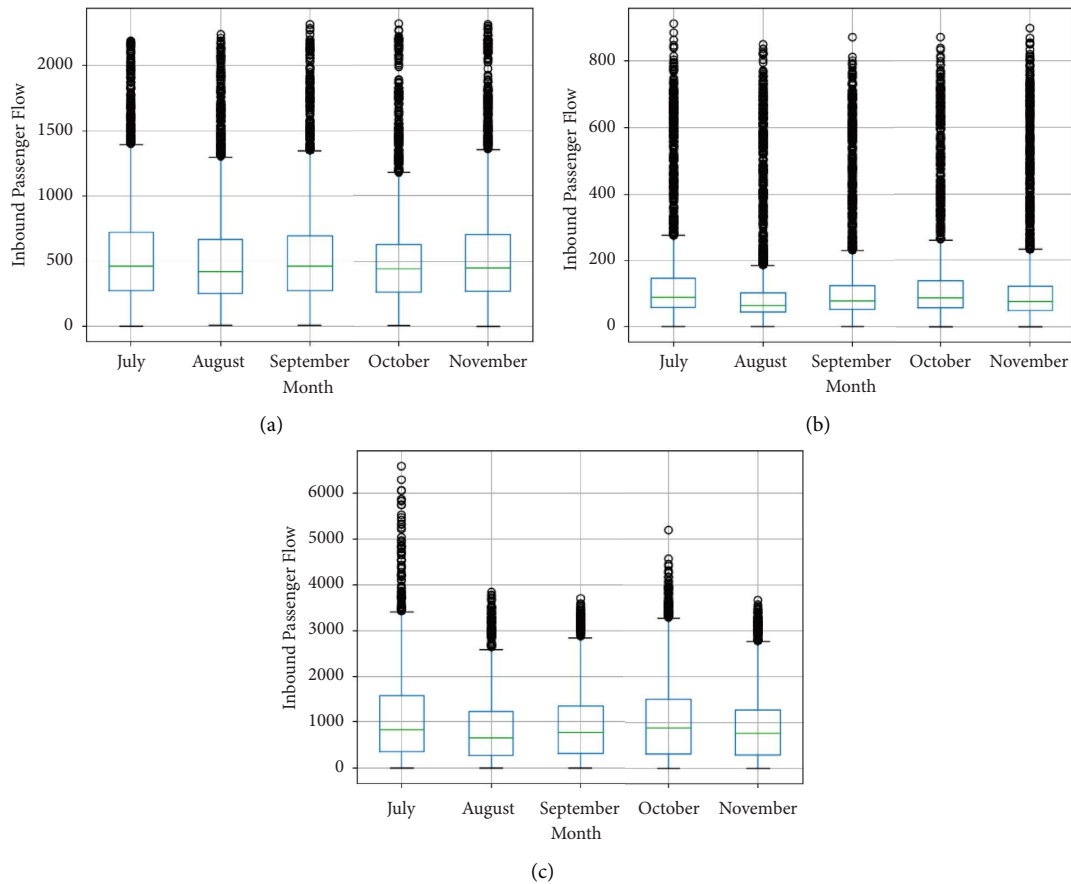 Inbound Passenger Flow
2000
1500
1000
500
0
July August September October November
Month
(a)
Inbound Passenger Flow
800
600
400
200
0
July August September October November
Month
(b)
Inbound Passenger Flow
6000
5000
4000
3000
2000
1000
0
July August September October November
Month
(c)